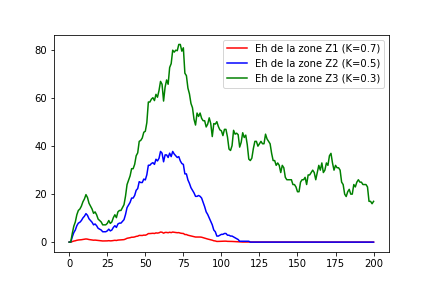 Eh de la zone Z1 (K=0.7)
Eh de la zone Z2 (K=0.5)
Eh de la zone Z3 (K=0.3)
80
60
40
20
0
0 25 50 75 100 125 150 175 200